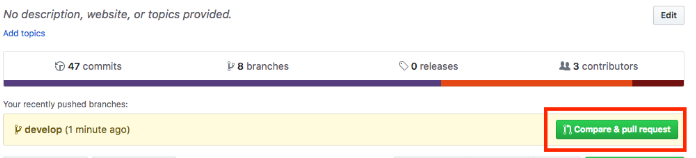 No description, website, or topics provided.
Edit
Add topics
47 commits
8 branches
0 releases
3 contributors
Your recently pushed branches:
develop (1 minute ago)
Compare & pull request